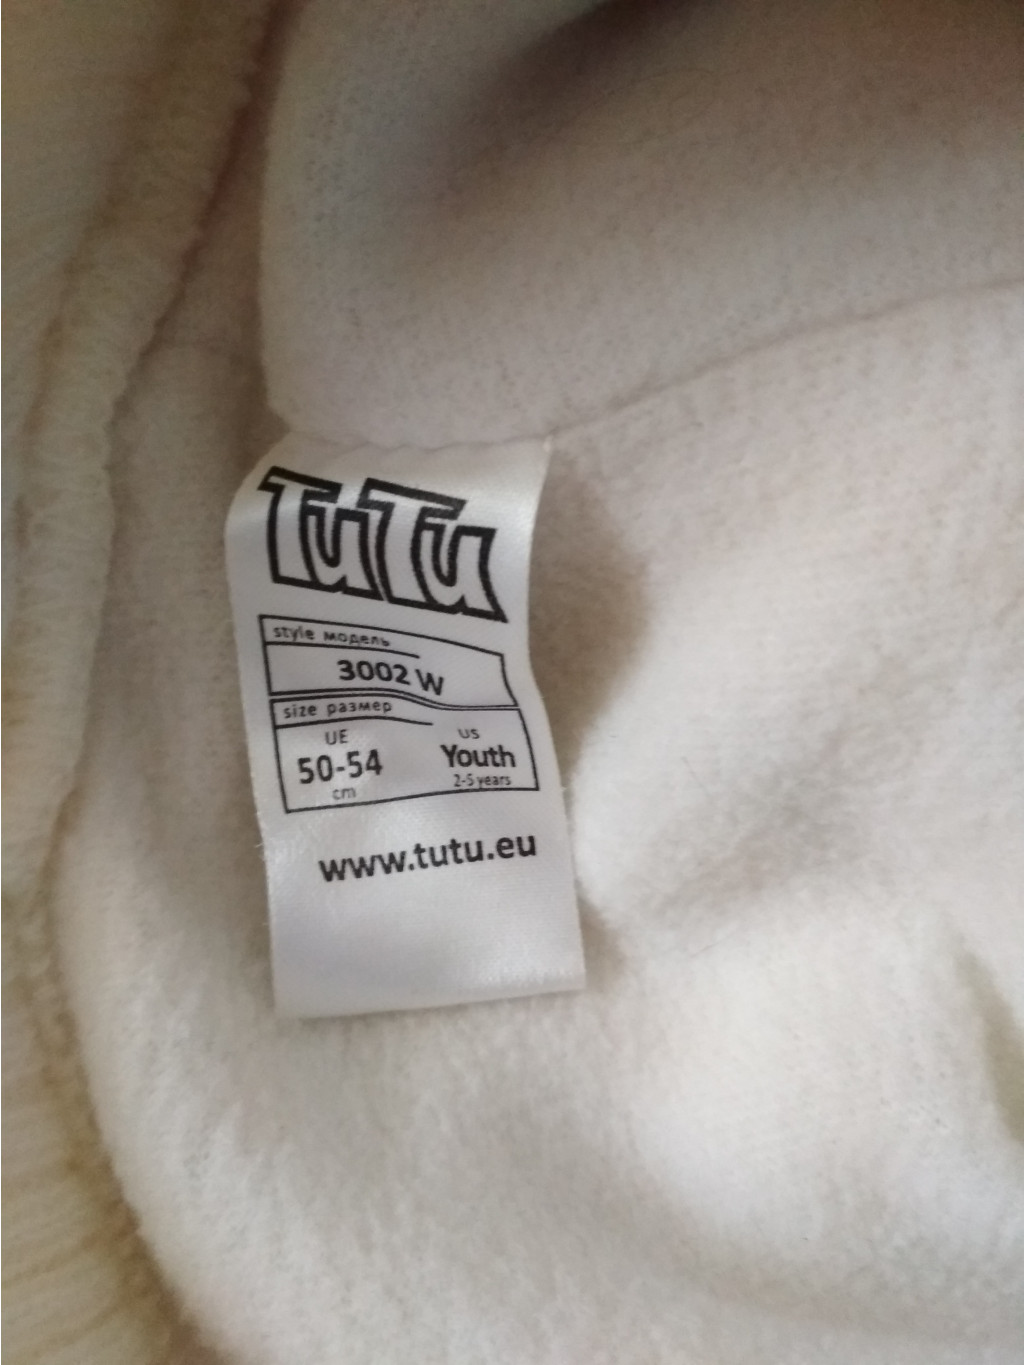 TuTu
style модель
3002 W
size размер
UE
50-54
cm
US
Youth
2-5 years
www.tutu.eu